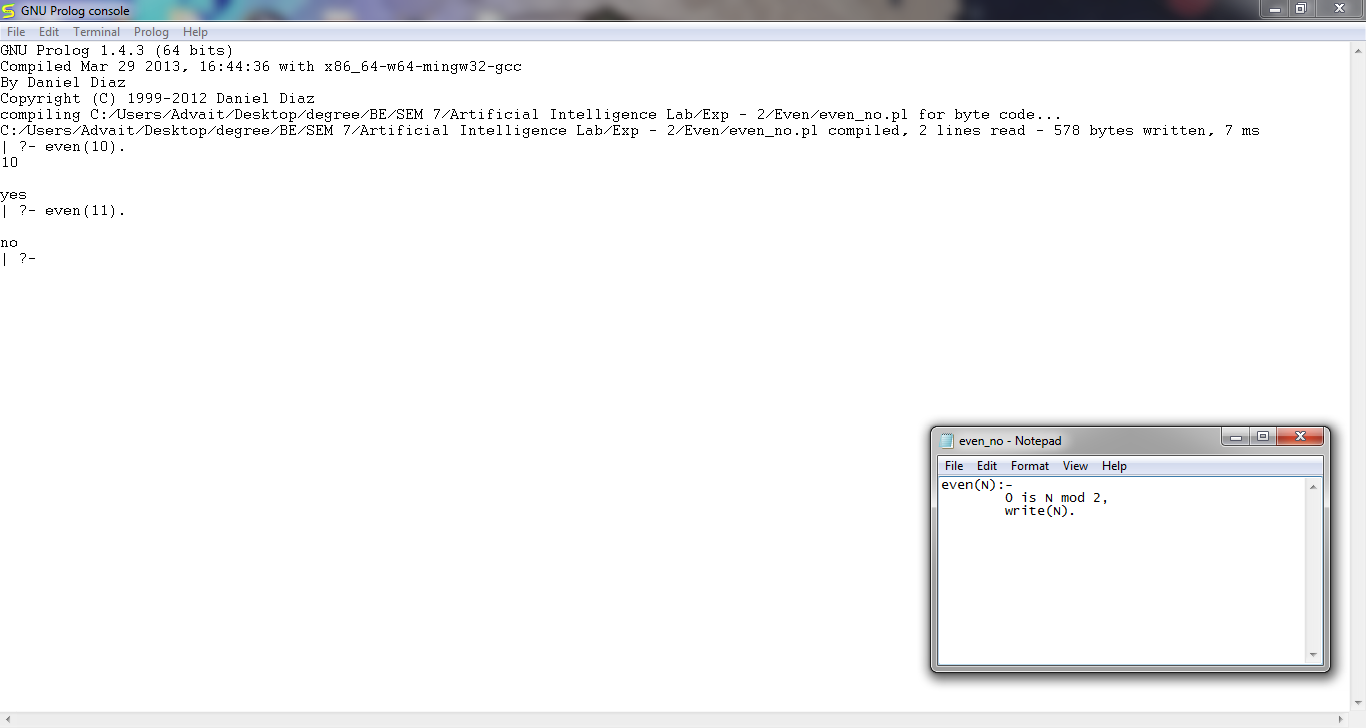 GNU Prolog console
File Edit Terminal Prolog Help
GNU Prolog 1.4.3 (64 bits)
Compiled Mar 29 2013, 16:44:36 with x86_64-w64-mingw32-gcc
By Daniel Diaz
Copyright (C) 1999-2012 Daniel Diaz
compiling C:/Users/Advait/Desktop/degree/BE/SEM 7/Artificial Intelligence Lab/Exp - 2/Even/even_no.pl for byte code...
C:/Users/Advait/Desktop/degree/BE/SEM 7/Artificial Intelligence Lab/Exp - 2/Even/even_no.pl compiled, 2 lines read - 578 bytes written, 7 ms
| ?- even(10).
10
yes
| ?- even(11).
no
| ?-
even_no - Notepad
File Edit Format View Help
even(N):-
0 is N mod 2,
write(N).